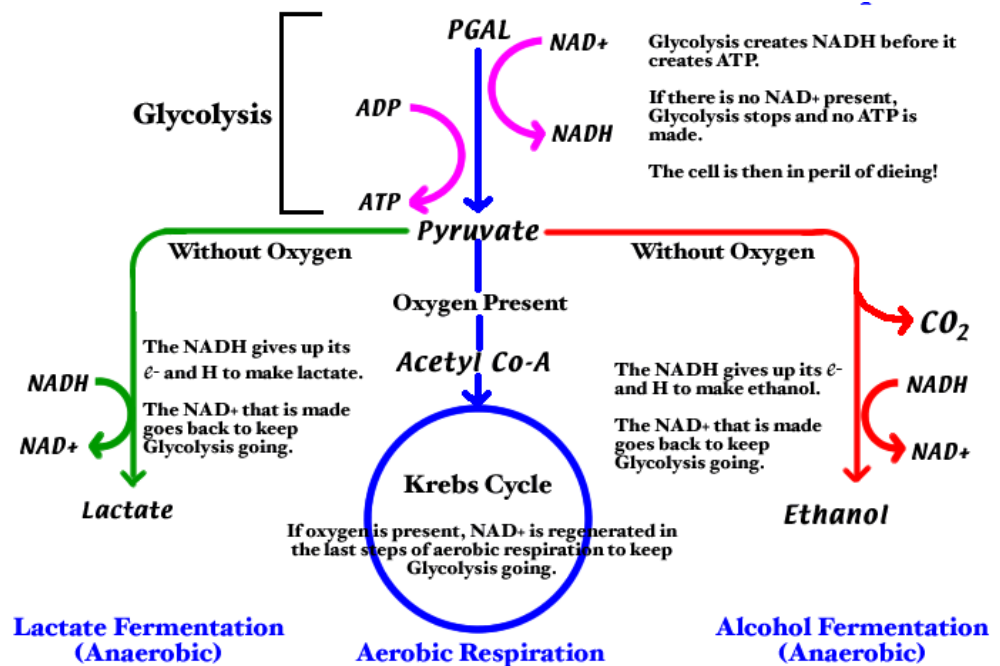 PGAL
NAD+
Glycolysis creates NADH before it
creates ATP.
If there is no NAD+ present,
Glycolysis stops and no ATP is
made.
The cell is then in peril of dieing!
Glycolysis
ADP
NADH
ATP
Pyruvate
Without Oxygen
Without Oxygen
Oxygen Present
CO2
Acetyl Co-A
The NADH gives up its
e- and H to make lactate.
The NAD+ that is made
goes back to keep
Glycolysis going.
NADH
NAD+
Lactate
The NADH gives up its e-
and H to make ethanol.
The NAD+ that is made
goes back to keep
Glycolysis going.
NADH
NAD+
Ethanol
Krebs Cycle
If oxygen is present, NAD+ is regenerated in
the last steps of aerobic respiration to keep
Glycolysis going.
Lactate Fermentation
(Anaerobic)
Aerobic Respiration
Alcohol Fermentation
(Anaerobic)